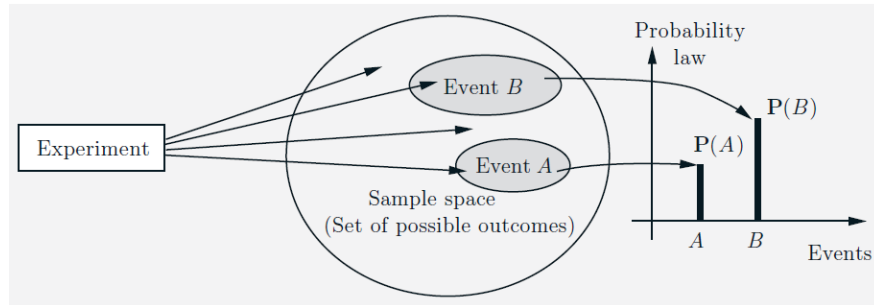 Experiment
Event B
Event A
Sample space
(Set of possible outcomes)
Probability
law
P(B)
P(A)
A
B
Events